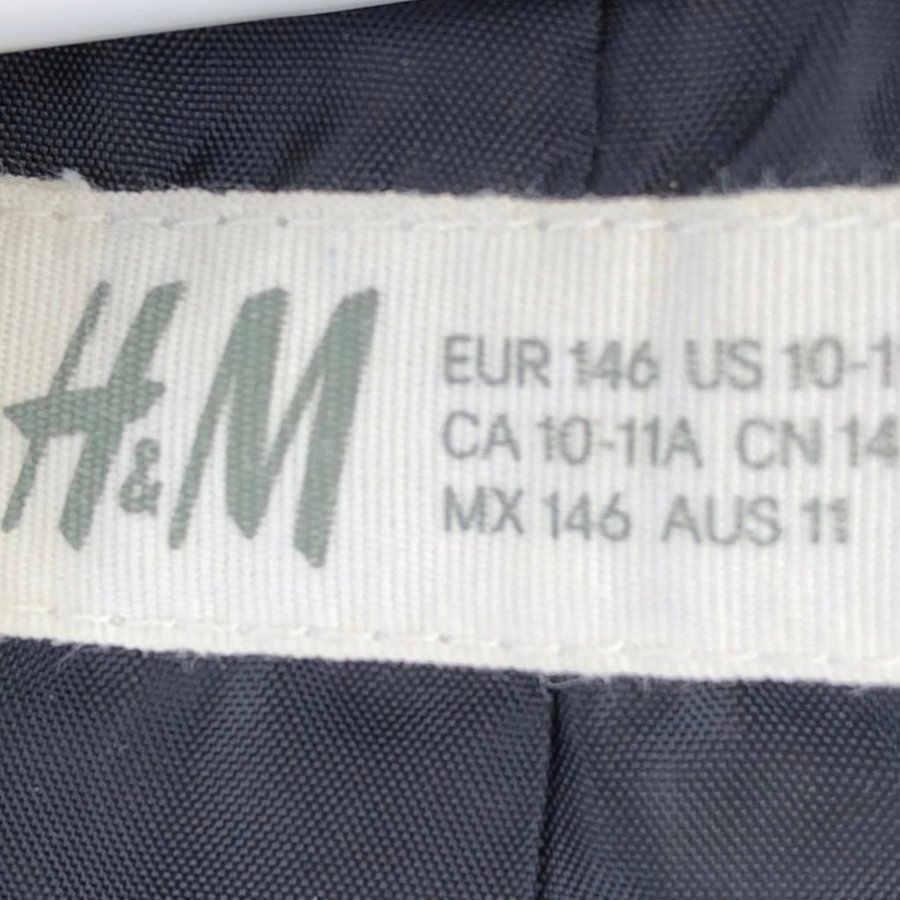 H&M
EUR 146 US 10-1
CA 10-11A CN 14
MX 146 AUS 11